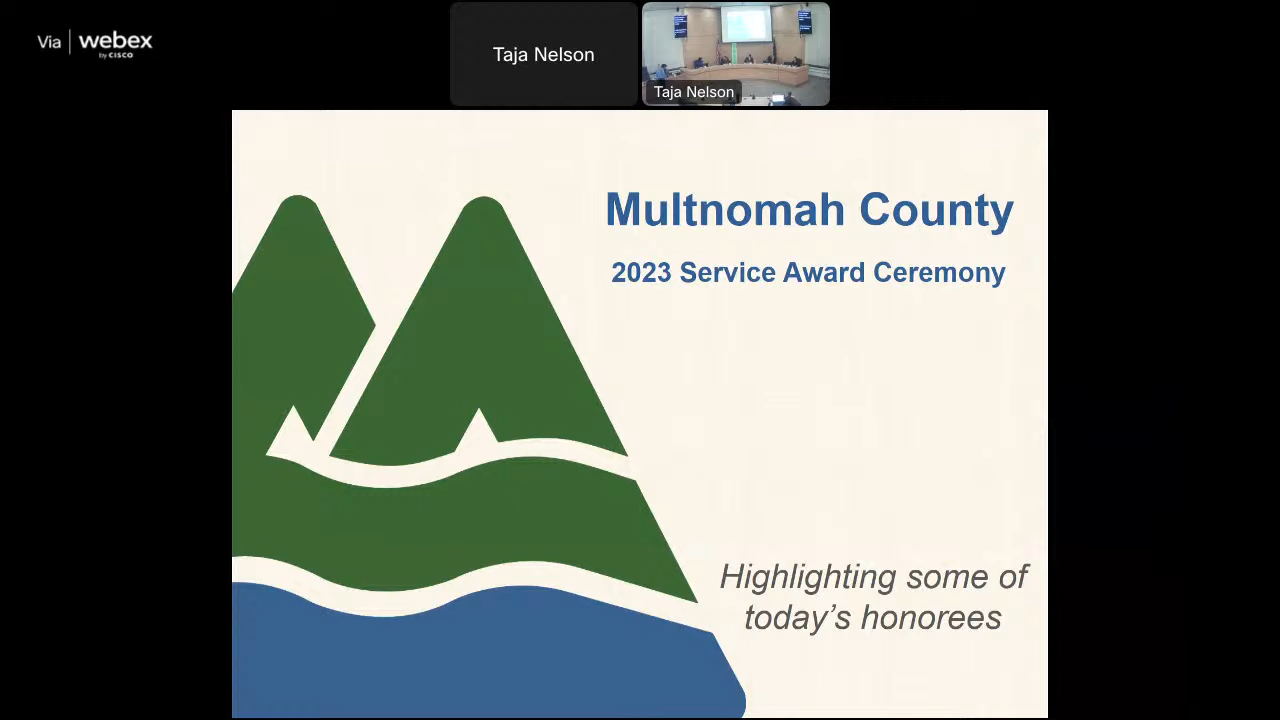 Via webex
by CISCO
Taja Nelson
Taja Nelson
Multnomah County
2023 Service Award Ceremony
Highlighting some of
today's honorees